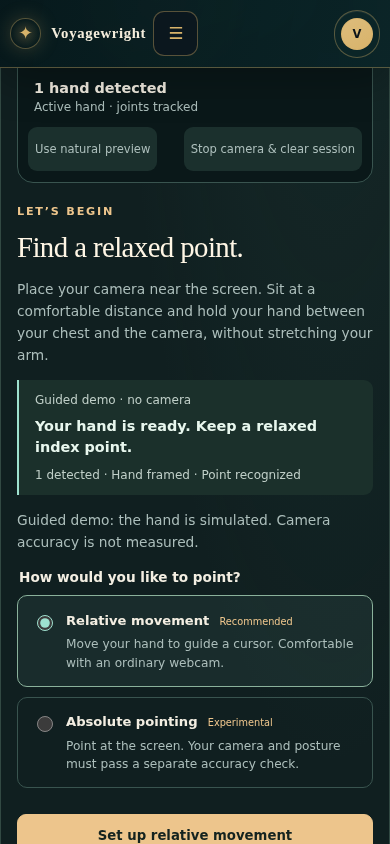 Voyagewright
V
1 hand detected
Active hand · joints tracked
Use natural preview
Stop camera & clear session
LET’S BEGIN
Find a relaxed point.
Place your camera near the screen. Sit at a
comfortable distance and hold your hand between
your chest and the camera, without stretching your
arm.
Guided demo · no camera
Your hand is ready. Keep a relaxed
index point.
1 detected · Hand framed · Point recognized
Guided demo: the hand is simulated. Camera
accuracy is not measured.
How would you like to point?
Relative movement Recommended
Move your hand to guide a cursor. Comfortable
with an ordinary webcam.
Absolute pointing Experimental
Point at the screen. Your camera and posture
must pass a separate accuracy check.
Set up relative movement